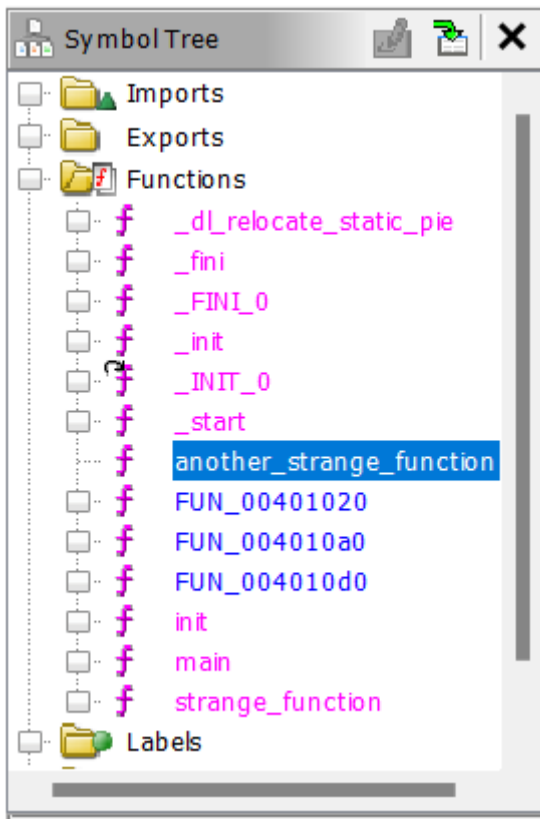 Symbol Tree
Imports
Exports
Functions
_dl_relocate_static_pie
_fini
_FINI_0
_init
_INIT_0
_start
another_strange_function
FUN_00401020
FUN_004010a0
FUN_004010d0
init
main
strange_function
Labels